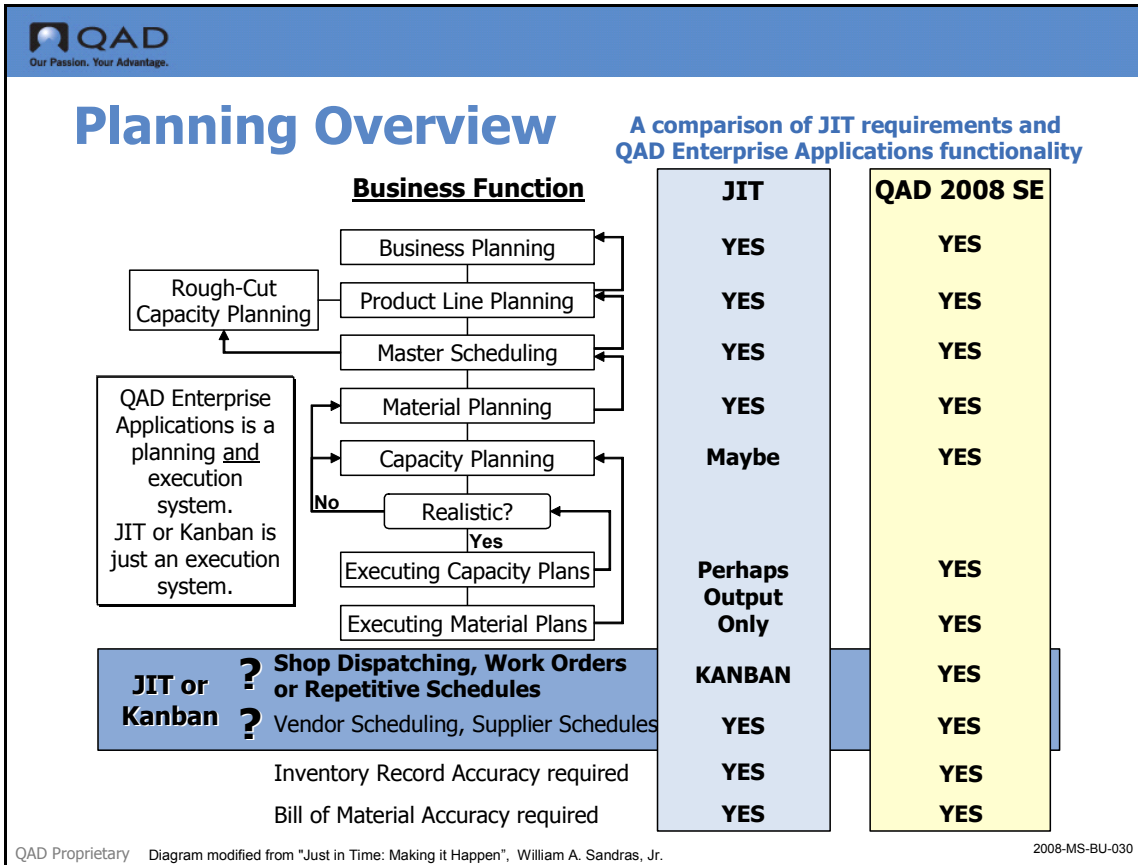 QAD
Our Passion. Your Advantage.
Planning Overview
A comparison of JIT requirements and
QAD Enterprise Applications functionality
Business Function
JIT
QAD 2008 SE
Business Planning
YES
YES
Rough-Cut
Capacity Planning
Product Line Planning
YES
YES
Master Scheduling
YES
YES
QAD Enterprise
Applications is a
planning and
execution
system.
JIT or Kanban is
just an execution
system.
Material Planning
YES
YES
Capacity Planning
Maybe
YES
No
Realistic?
Yes
Executing Capacity Plans
Perhaps
Output
Only
YES
Executing Material Plans
YES
JIT or
Kanban
? Shop Dispatching, Work Orders
or Repetitive Schedules
KANBAN
YES
? Vendor Scheduling, Supplier Schedules
YES
YES
Inventory Record Accuracy required
YES
YES
Bill of Material Accuracy required
YES
YES
QAD Proprietary
Diagram modified from "Just in Time: Making it Happen", William A. Sandras, Jr.
2008-MS-BU-030